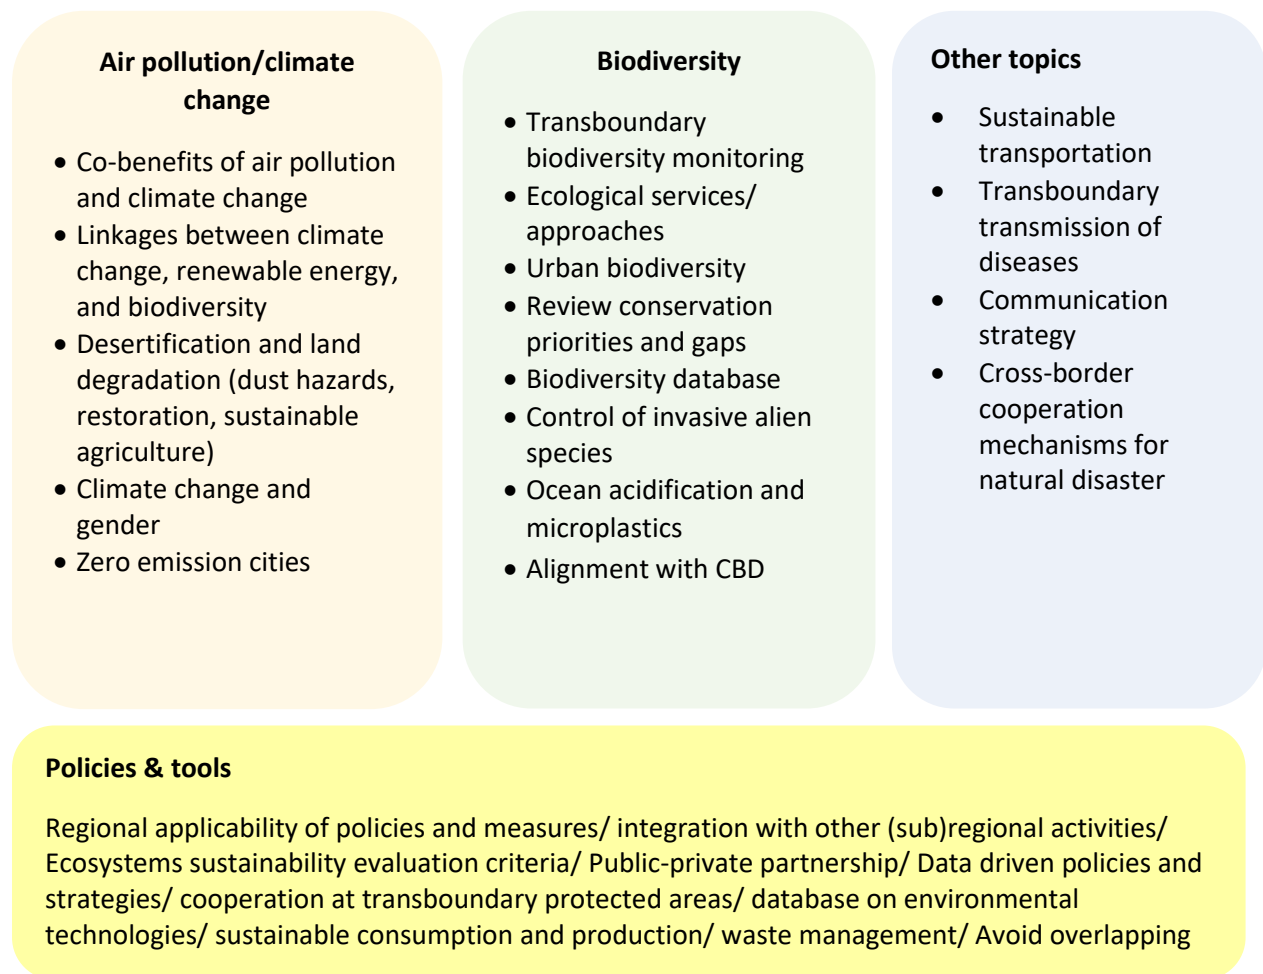 Air pollution/climate
change
• Co-benefits of air pollution
and climate change
• Linkages between climate
change, renewable energy,
and biodiversity
• Desertification and land
degradation (dust hazards,
restoration, sustainable
agriculture)
• Climate change and
gender
• Zero emission cities
Biodiversity
• Transboundary
biodiversity monitoring
• Ecological services/
approaches
• Urban biodiversity
• Review conservation
priorities and gaps
• Biodiversity database
• Control of invasive alien
species
• Ocean acidification and
microplastics
• Alignment with CBD
Other topics
• Sustainable
transportation
• Transboundary
transmission of
diseases
• Communication
strategy
• Cross-border
cooperation
mechanisms for
natural disaster
Policies & tools
Regional applicability of policies and measures/ integration with other (sub)regional activities/
Ecosystems sustainability evaluation criteria/ Public-private partnership/ Data driven policies and
strategies/ cooperation at transboundary protected areas/ database on environmental
technologies/ sustainable consumption and production/ waste management/ Avoid overlapping